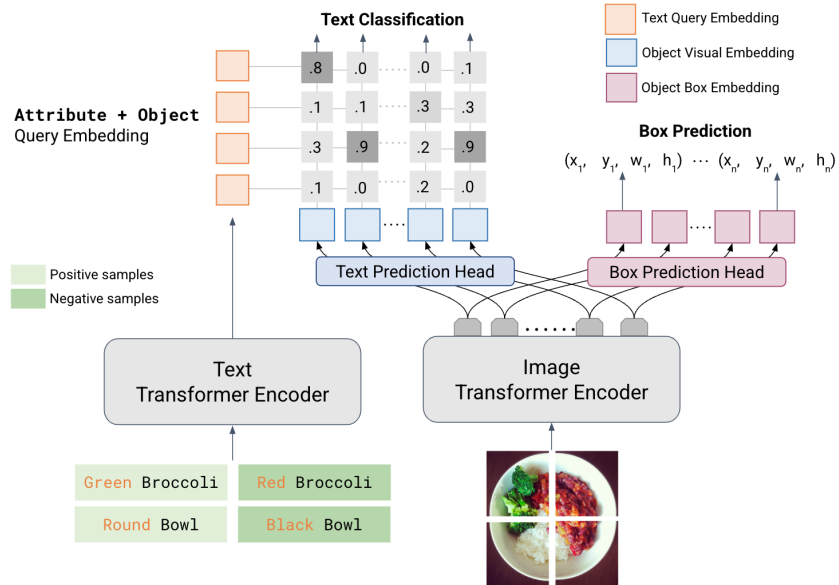 Text Classification
Text Query Embedding
Object Visual Embedding
Object Box Embedding
.8 .0 .0 .1
.1 .1 .3 .3
.3 .9 .2 .9
.1 .0 .2 .0
Attribute + Object
Query Embedding
Box Prediction
(x1, y1, w1, h1) ··· (xn, yn, wn, hn)
Positive samples
Negative samples
Text Prediction Head
Box Prediction Head
Text
Transformer Encoder
Image
Transformer Encoder
Green Broccoli
Red Broccoli
Round Bowl
Black Bowl